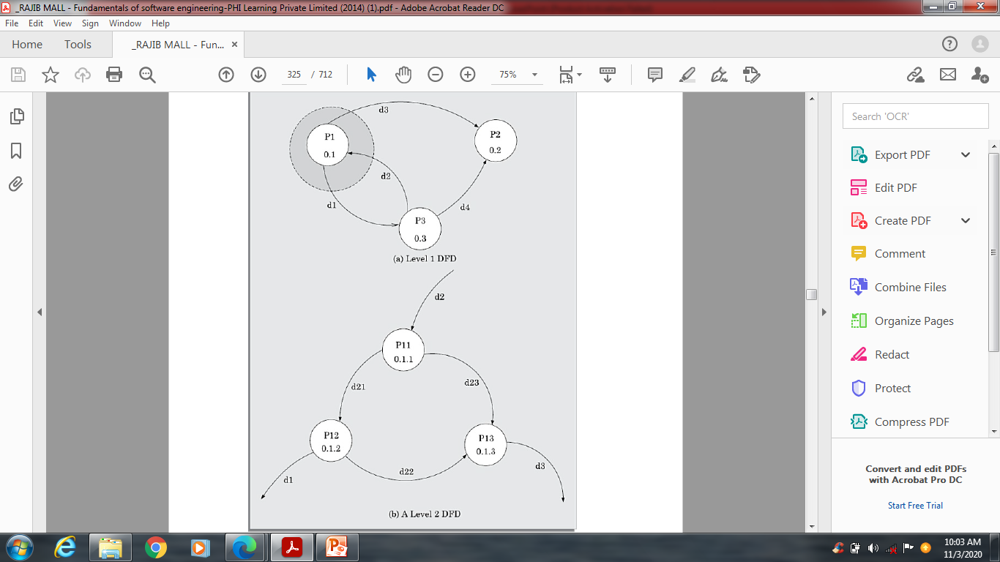 _RAJIB MALL - Fundamentals of software engineering-PHI Learning Private Limited (2014) (1).pdf - Adobe Acrobat Reader DC
File Edit View Sign Window Help
Home Tools _RAJIB MALL - Fun... ×
325 / 712 75%
Search 'OCR'
Export PDF
Edit PDF
Create PDF
Comment
Combine Files
Organize Pages
Redact
Protect
Compress PDF
Convert and edit PDFs
with Acrobat Pro DC
Start Free Trial
d3
P1
0.1
P2
0.2
d2
d1
d4
P3
0.3
(a) Level 1 DFD
d2
P11
0.1.1
d21
d23
P12
0.1.2
P13
0.1.3
d22
d1
d3
(b) A Level 2 DFD
10:03 AM
11/3/2020